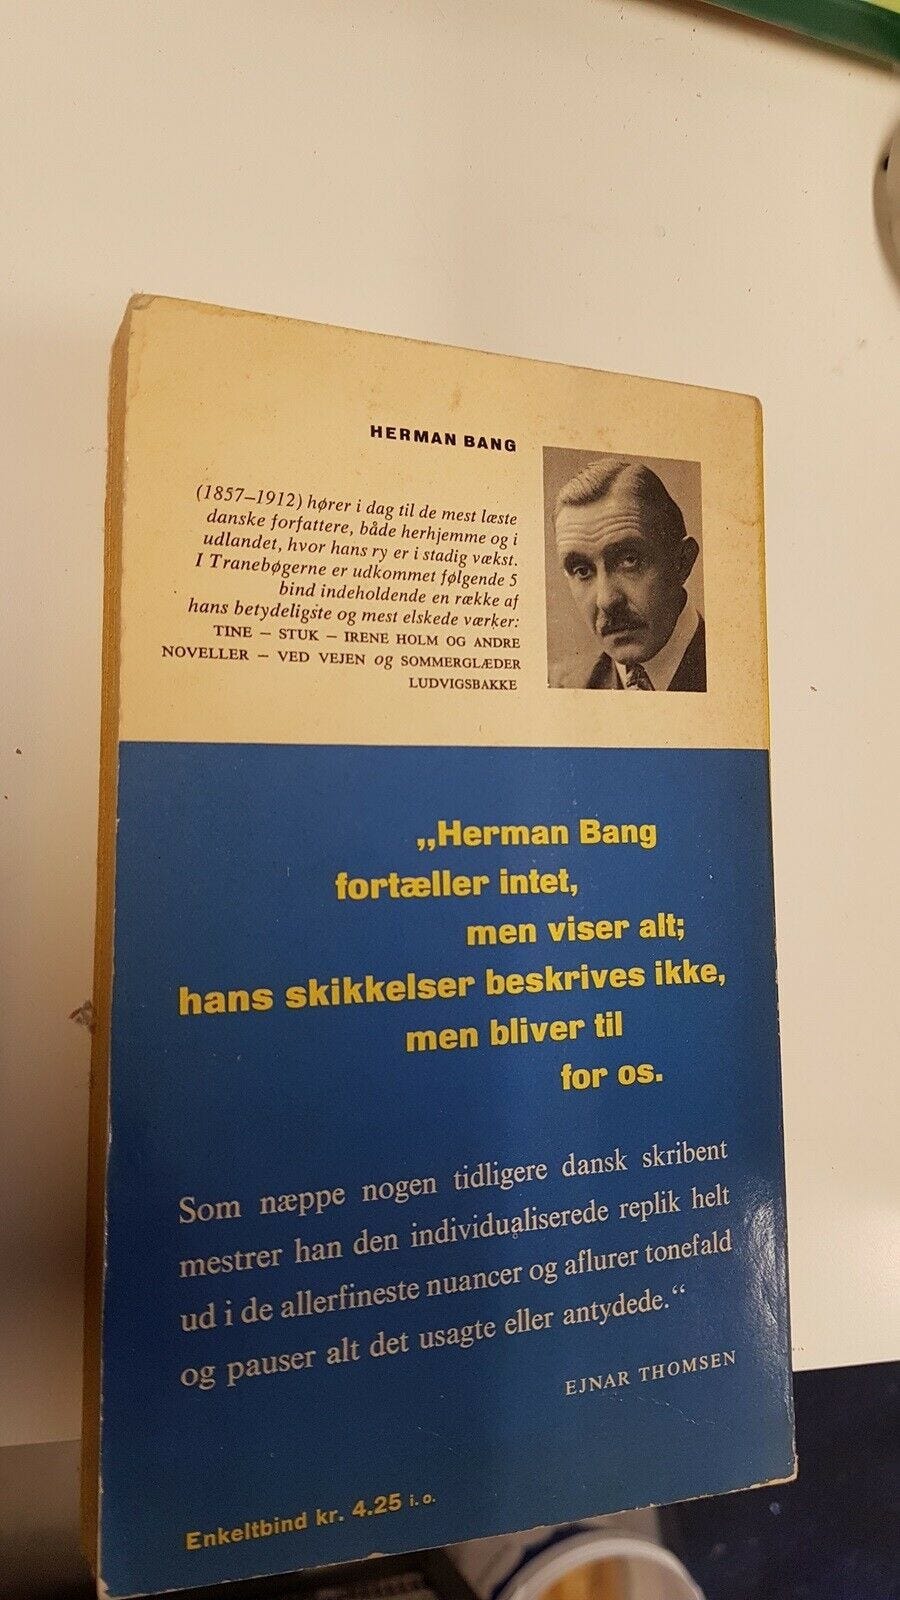 HERMAN BANG
(1857–1912) hører i dag til de mest læste
danske forfattere, både herhjemme og i
udlandet, hvor hans ry er i stadig vækst.
I Tranebøgerne er udkommet følgende 5
bind indeholdende en række af
hans betydeligste og mest elskede værker:
TINE – STUK – IRENE HOLM OG ANDRE
NOVELLER – VED VEJEN og SOMMERGLÆDER
LUDVIGSBAKKE
„Herman Bang
fortæller intet,
men viser alt;
hans skikkelser beskrives ikke,
men bliver til
for os.
Som næppe nogen tidligere dansk skribent
mestrer han den individualiserede replik helt
ud i de allerfineste nuancer og aflurer tonefald
og pauser alt det usagte eller antydede.“
EJNAR THOMSEN
Enkeltbind kr. 4.25 i. o.